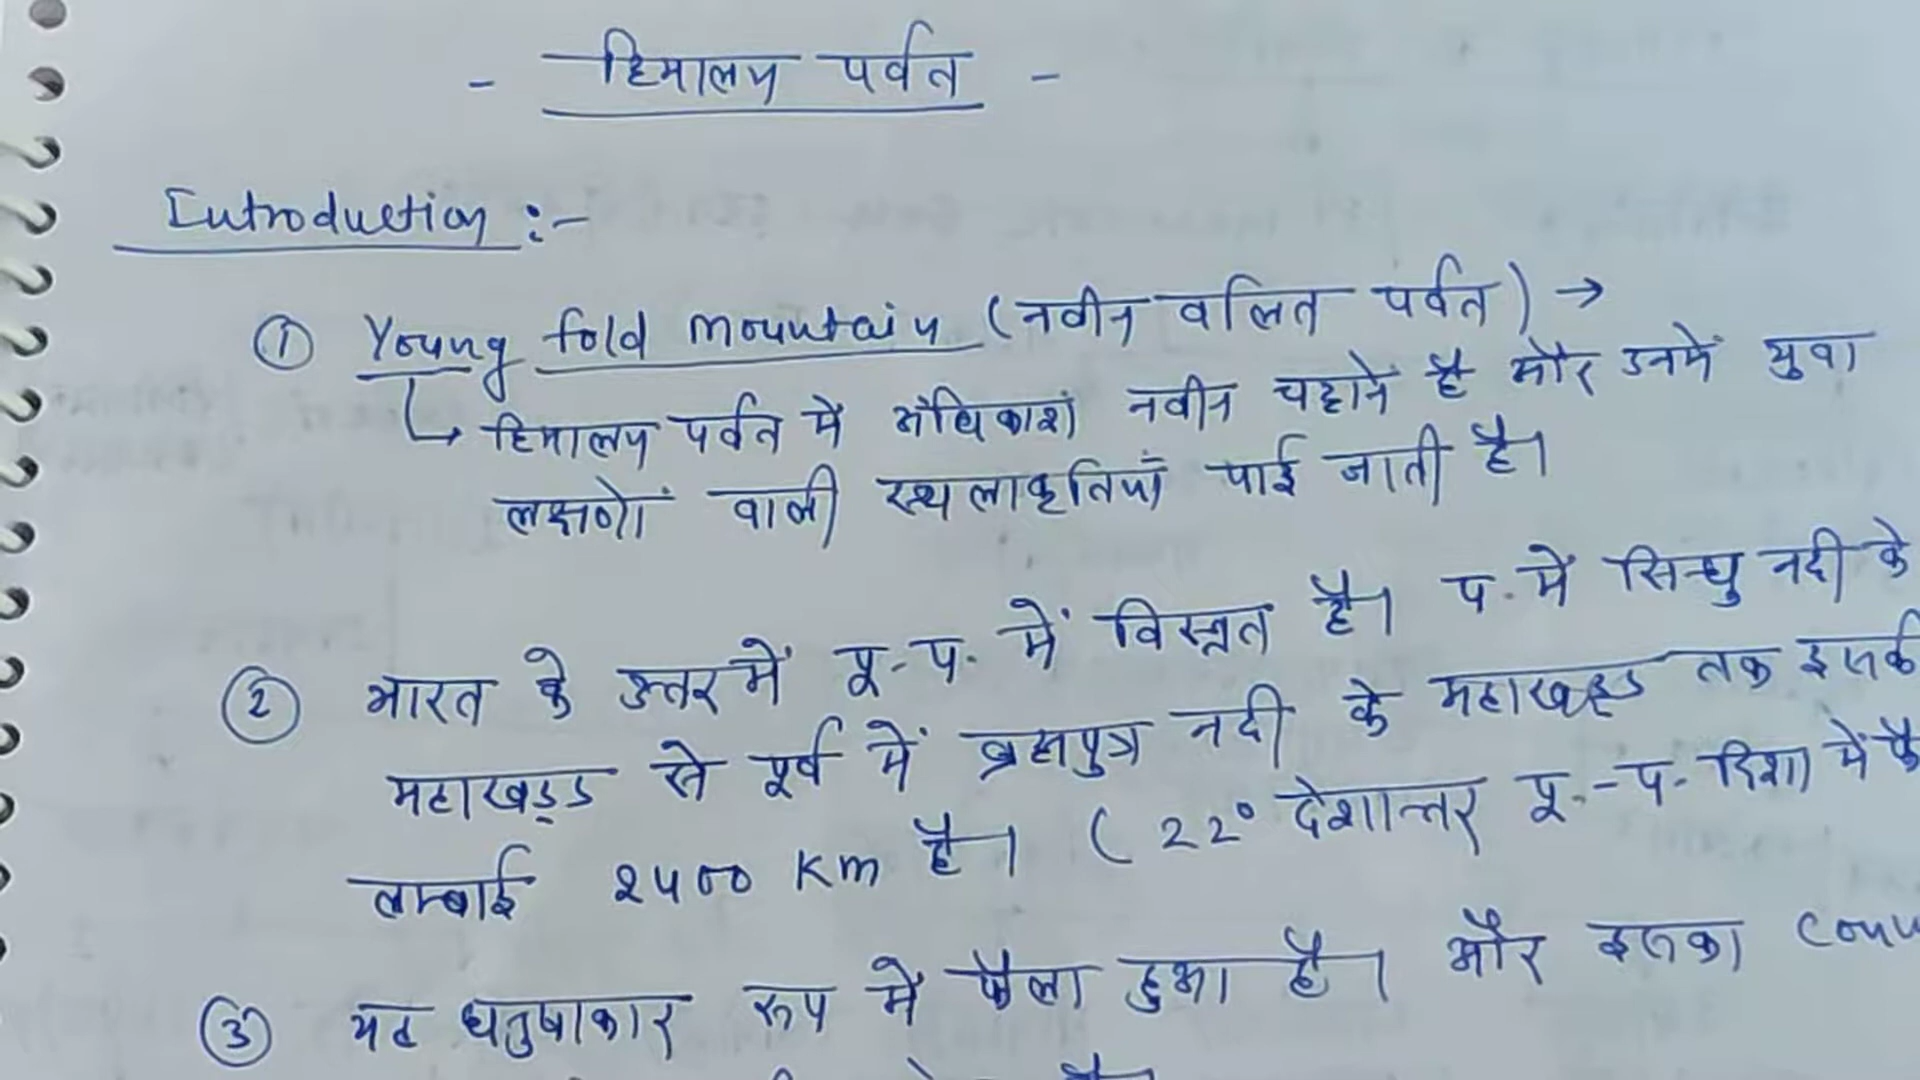 - हिमालय पर्वत -
Introduction :-
① Young fold mountain (नवीन वलित पर्वत) →
↳ हिमालय पर्वत में अधिकाशं नवीन चट्टाने है और उनमें युवा
लक्षणों वाली स्थलाकृतियाँ पाई जाती है।
② भारत के उत्तर में पू.-प. में विस्तृत है। प. में सिन्धु नदी के
महाखड्ड से पूर्व में ब्रह्मपुत्र नदी के महाखड्ड तक इसकी
लम्बाई 2400 km है। ( 22° देशान्तर पू.-प. दिशा में
③ यह धनुषाकार रूप में फैला हुआ है। और इसका